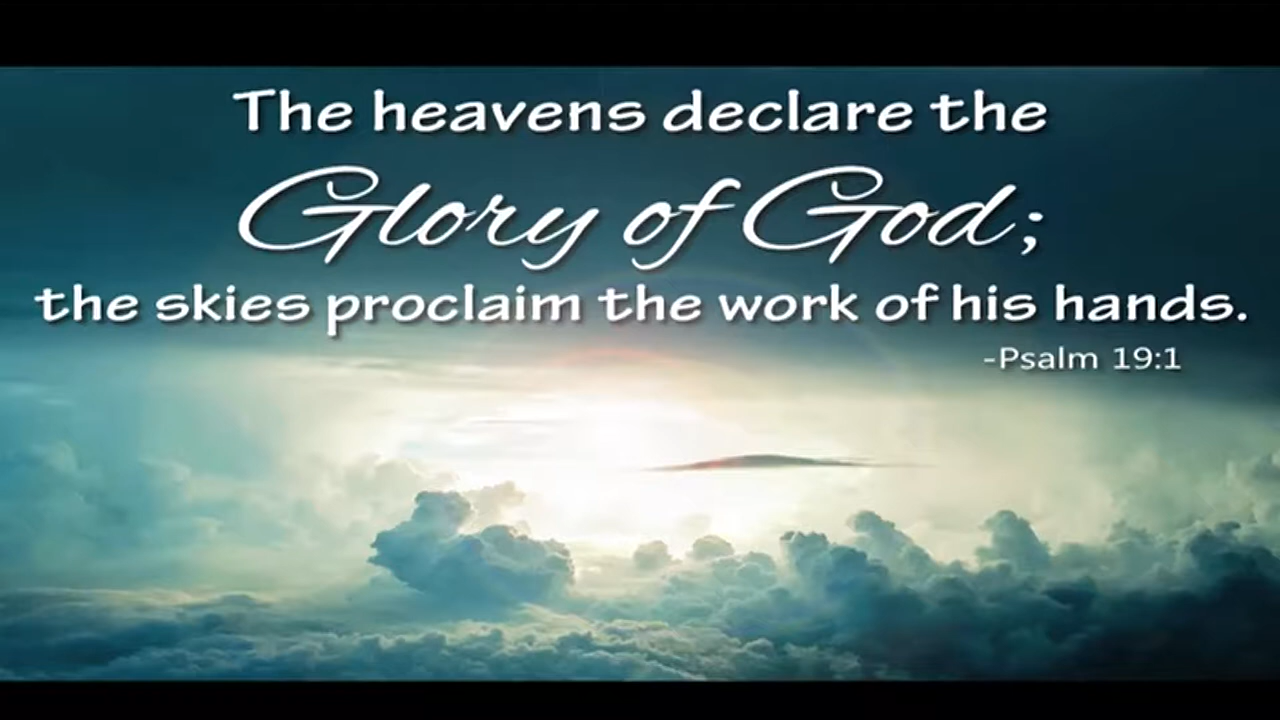 The heavens declare the
Glory of God;
the skies proclaim the work of his hands.
-Psalm 19:1